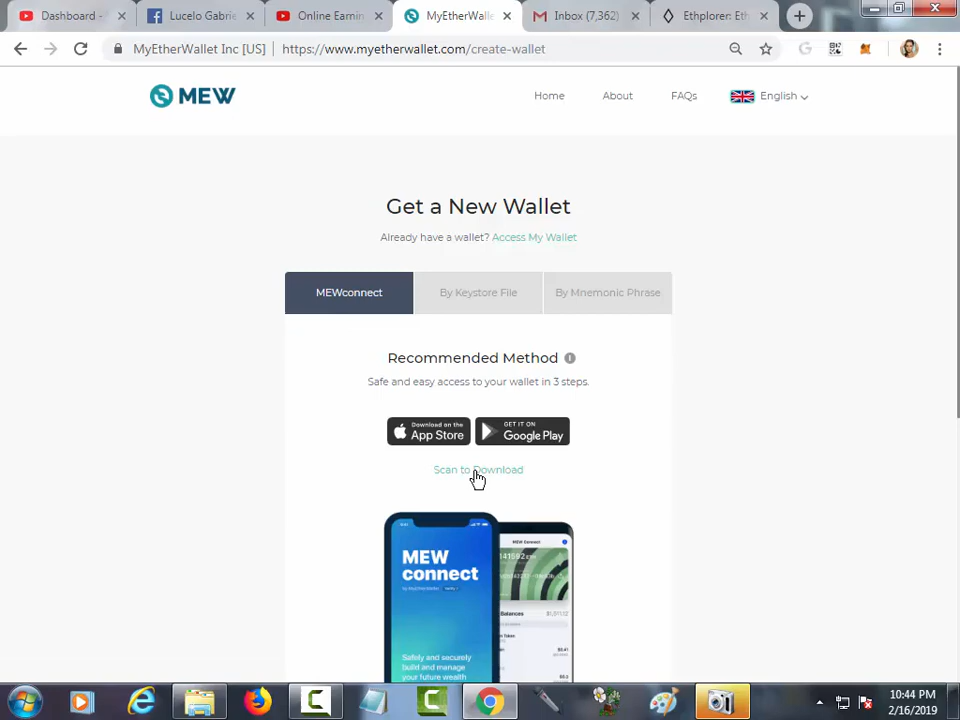 Dashboard -
Lucelo Gabrie
Online Earnin
MyEtherWalle
Inbox (7,362)
Ethplorer: Eth
MyEtherWallet Inc [US]
https://www.myetherwallet.com/create-wallet
MEW
Home
About
FAQs
English
Get a New Wallet
Already have a wallet? Access My Wallet
MEWconnect
By Keystore File
By Mnemonic Phrase
Recommended Method
Safe and easy access to your wallet in 3 steps.
Download on the
App Store
GET IT ON
Google Play
Scan to Download
MEW
connect
MEW Connect
Safely and securely
build and manage
your future wealth
10:44 PM
2/16/2019